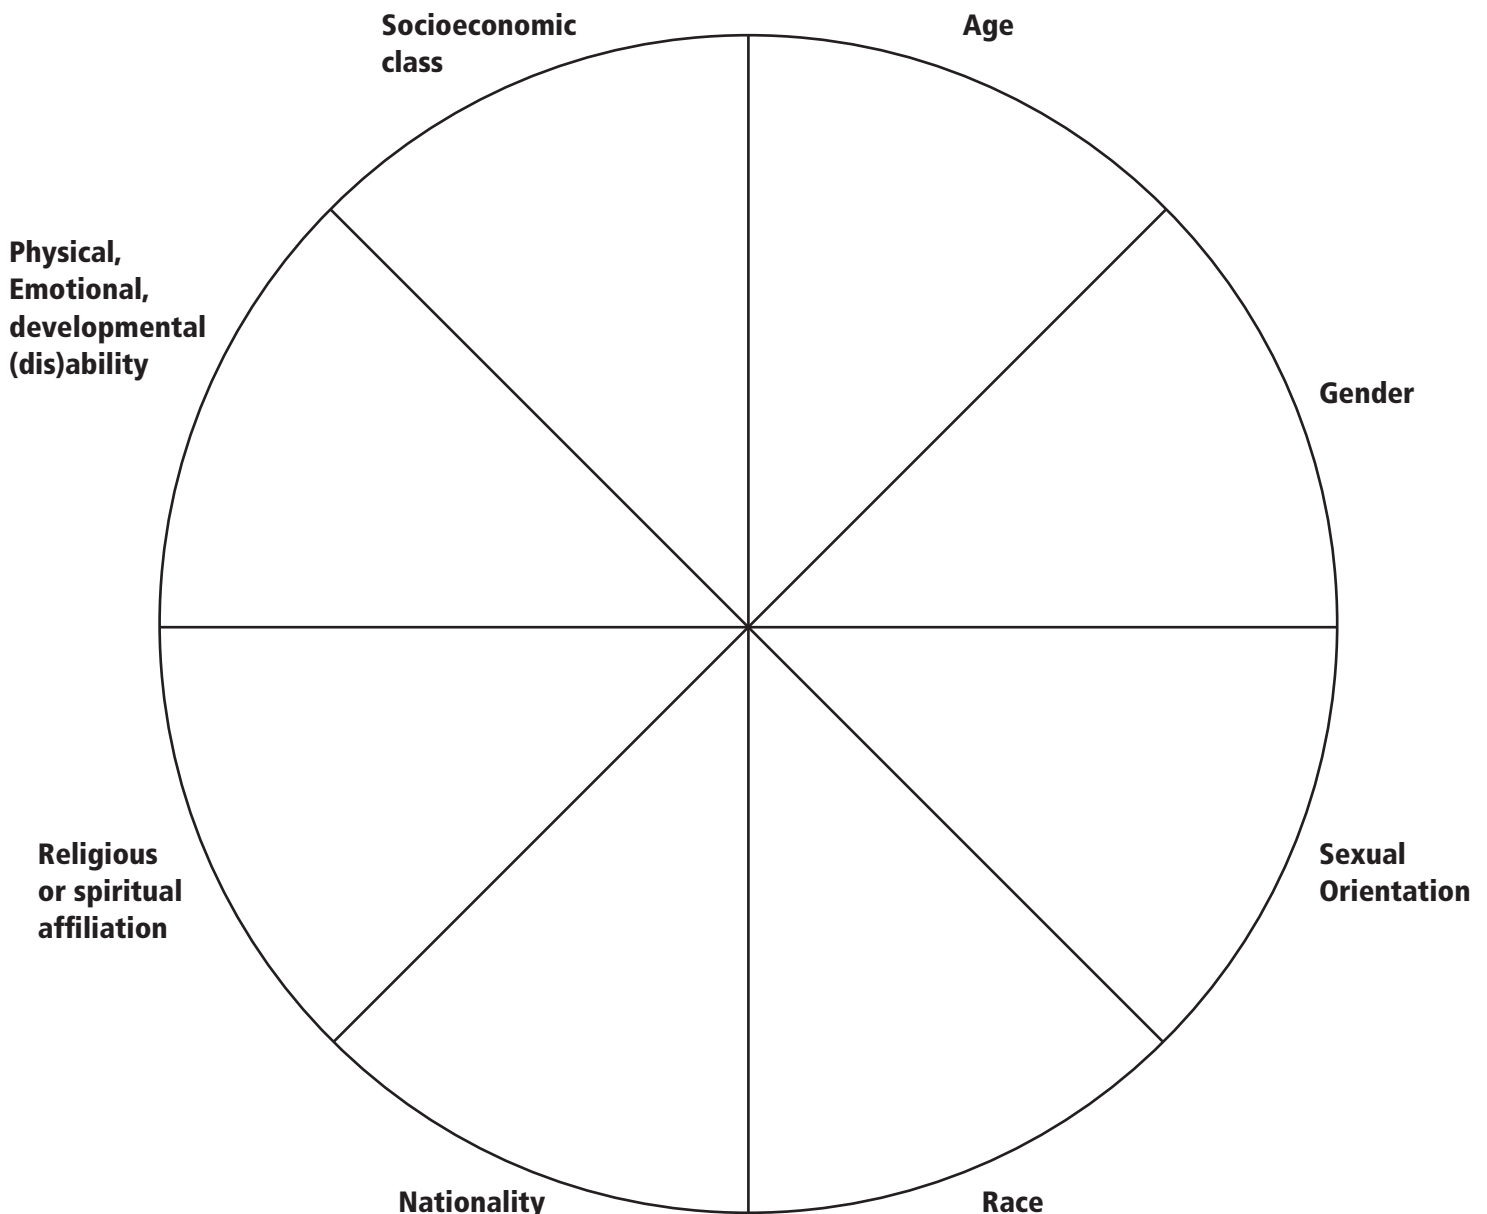 Socioeconomic
class
Age
Physical,
Emotional,
developmental
(dis)ability
Gender
Religious
or spiritual
affiliation
Sexual
Orientation
Nationality
Race